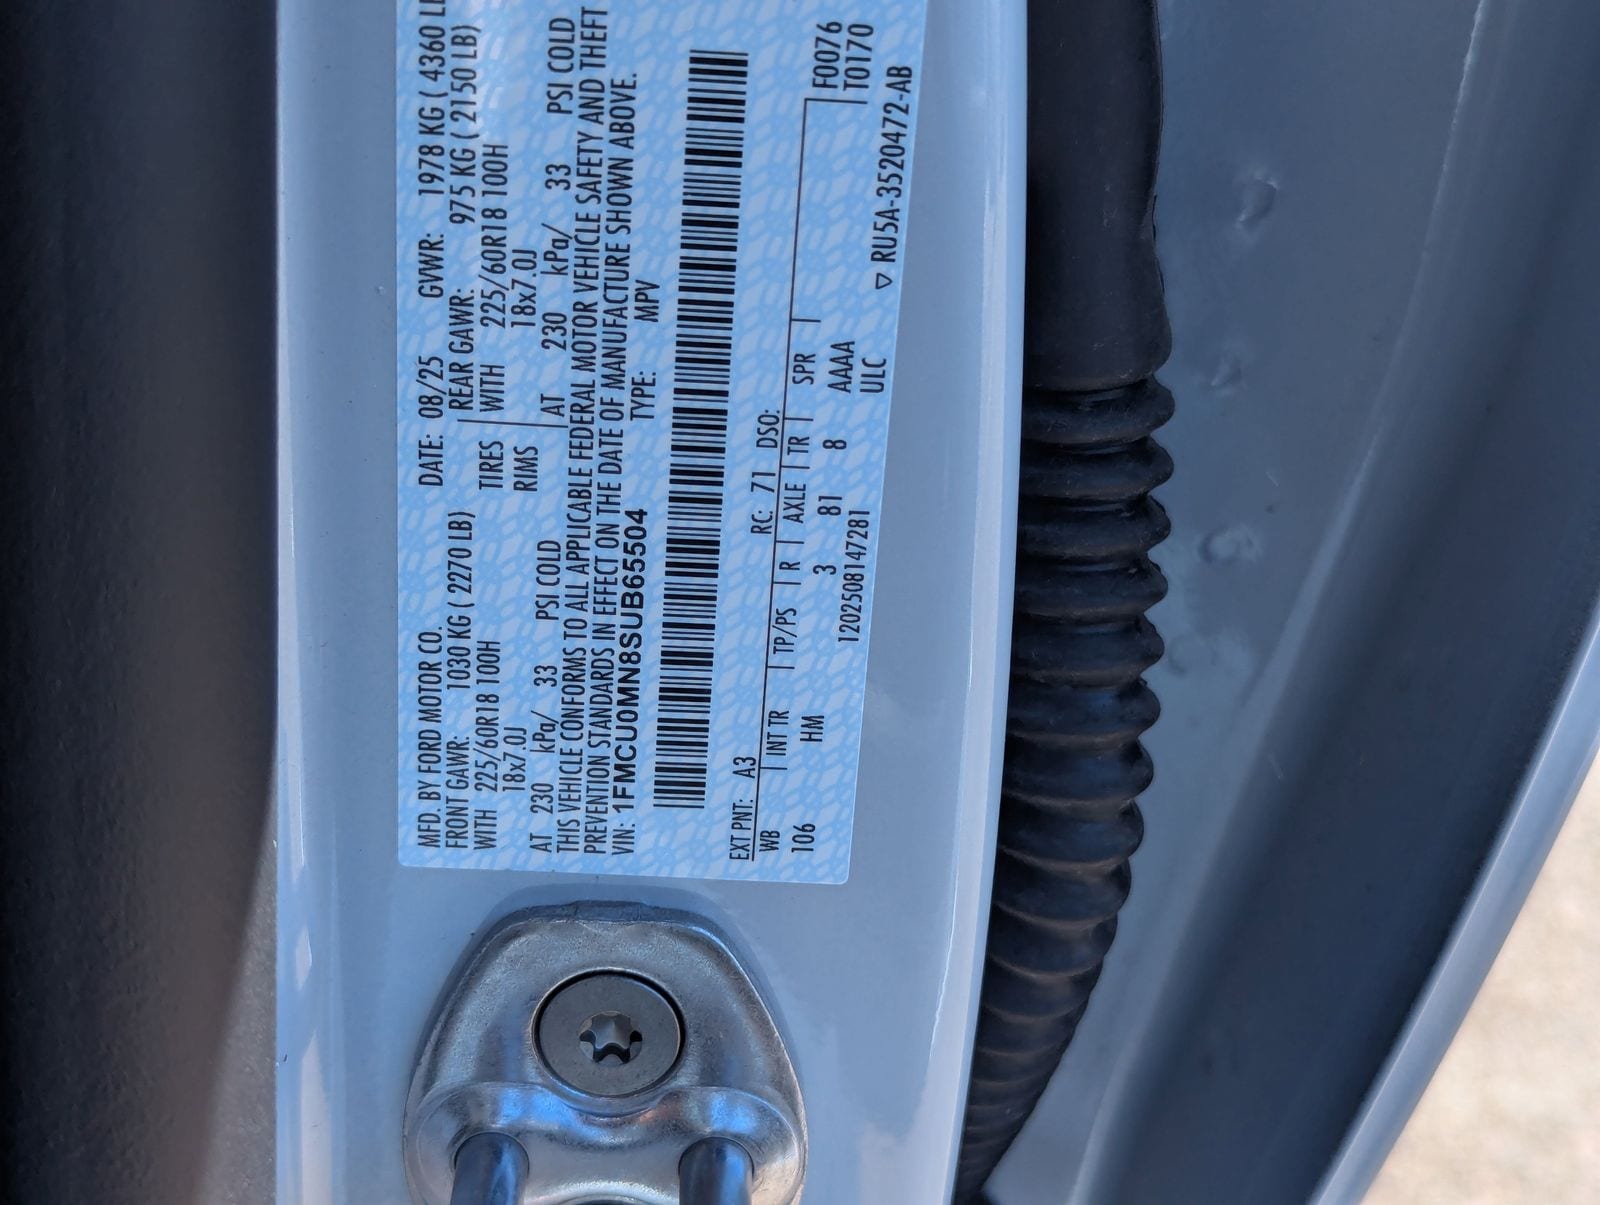 MFD. BY FORD MOTOR CO.
DATE: 08/25 GVWR: 1978 KG ( 4360 LB
FRONT GAWR: 1030 KG ( 2270 LB) REAR GAWR: 975 KG ( 2150 LB)
WITH 225/60R18 100H TIRES WITH 225/60R18 100H
18x7.0J RIMS 18x7.0J
AT 230 kPa/ 33 PSI COLD AT 230 kPa/ 33 PSI COLD
THIS VEHICLE CONFORMS TO ALL APPLICABLE FEDERAL MOTOR VEHICLE SAFETY AND THEFT
PREVENTION STANDARDS IN EFFECT ON THE DATE OF MANUFACTURE SHOWN ABOVE.
VIN: 1FMCU0MN8SUB65504 TYPE: MPV
EXT PNT: A3 RC: 71 DSO:
WB INT TR TP/PS R AXLE TR SPR F0076
106 HM 3 81 8 AAAA T0170
120250814​7281 ULC
▽ RU5A-3520472-AB